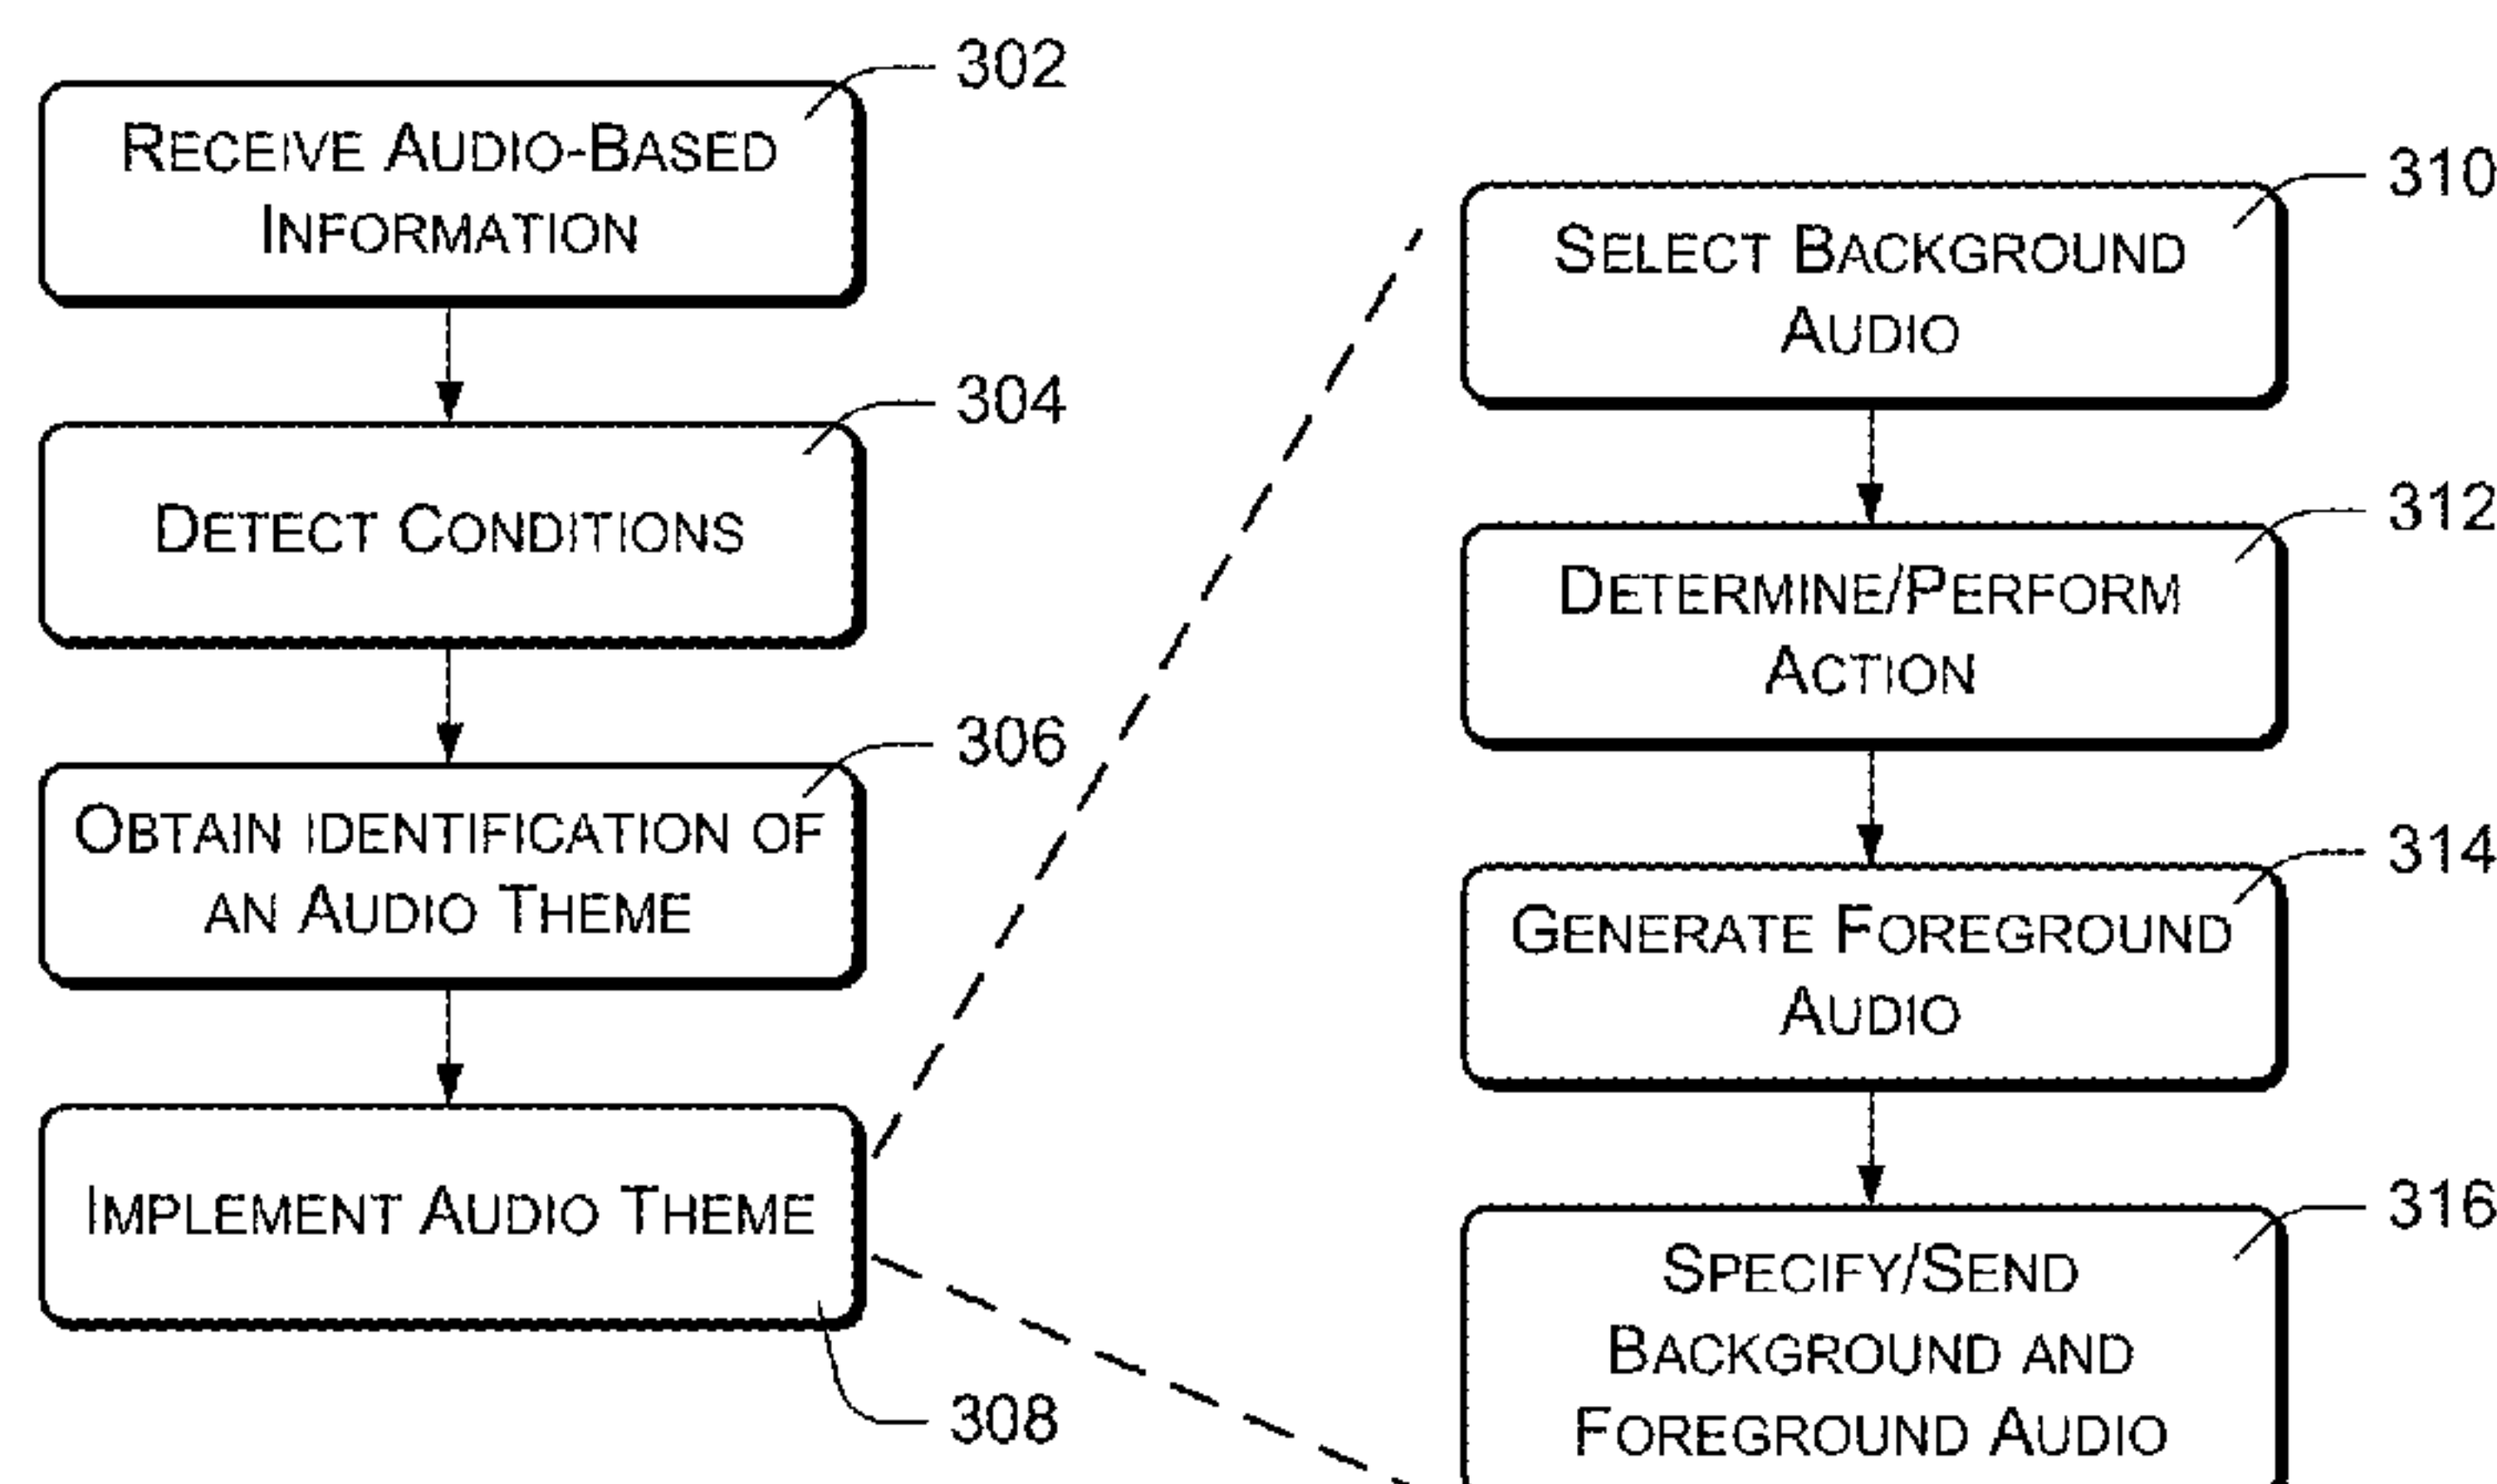 302
RECEIVE AUDIO-BASED
INFORMATION
304
DETECT CONDITIONS
306
OBTAIN IDENTIFICATION OF
AN AUDIO THEME
IMPLEMENT AUDIO THEME
308
310
SELECT BACKGROUND
AUDIO
312
DETERMINE/PERFORM
ACTION
314
GENERATE FOREGROUND
AUDIO
316
SPECIFY/SEND
BACKGROUND AND
FOREGROUND AUDIO